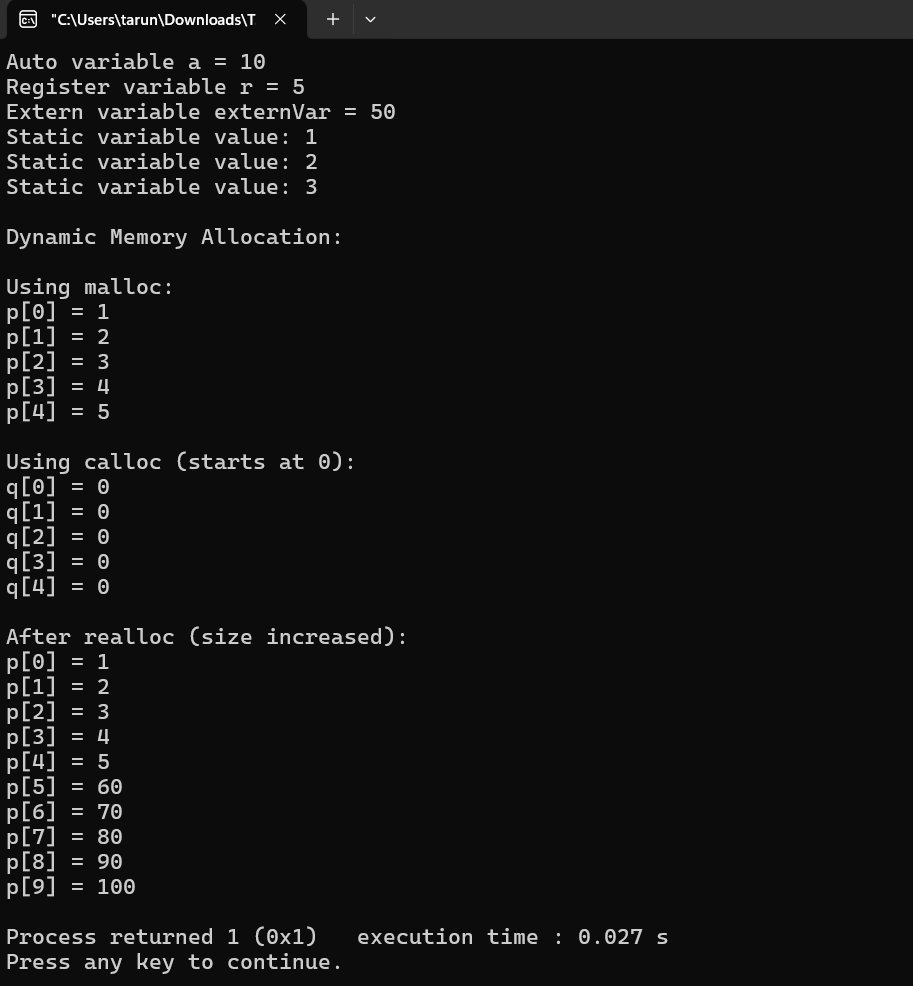 "C:\Users\tarun\Downloads\T
Auto variable a = 10
Register variable r = 5
Extern variable externVar = 50
Static variable value: 1
Static variable value: 2
Static variable value: 3
Dynamic Memory Allocation:
Using malloc:
p[0] = 1
p[1] = 2
p[2] = 3
p[3] = 4
p[4] = 5
Using calloc (starts at 0):
q[0] = 0
q[1] = 0
q[2] = 0
q[3] = 0
q[4] = 0
After realloc (size increased):
p[0] = 1
p[1] = 2
p[2] = 3
p[3] = 4
p[4] = 5
p[5] = 60
p[6] = 70
p[7] = 80
p[8] = 90
p[9] = 100
Process returned 1 (0x1)   execution time : 0.027 s
Press any key to continue.